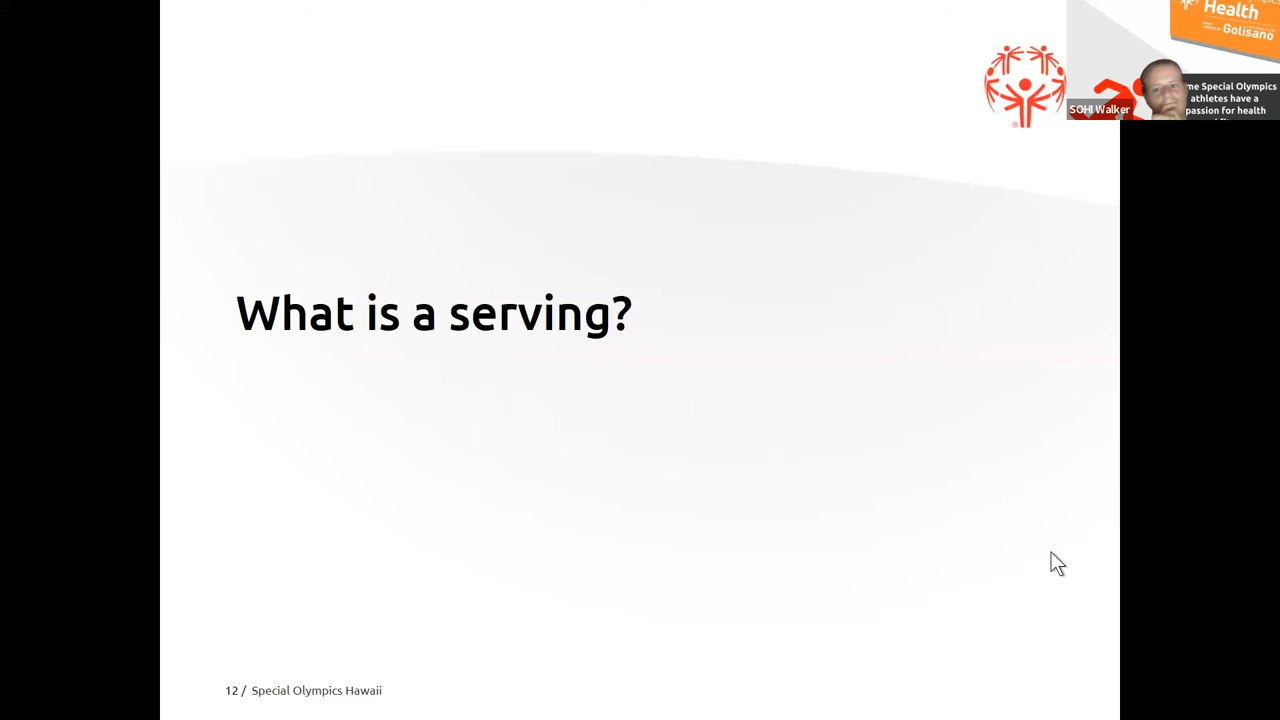 Health
Golisano
SOHI Walker
me Special Olympics
athletes have a
passion for health
What is a serving?
12 / Special Olympics Hawaii